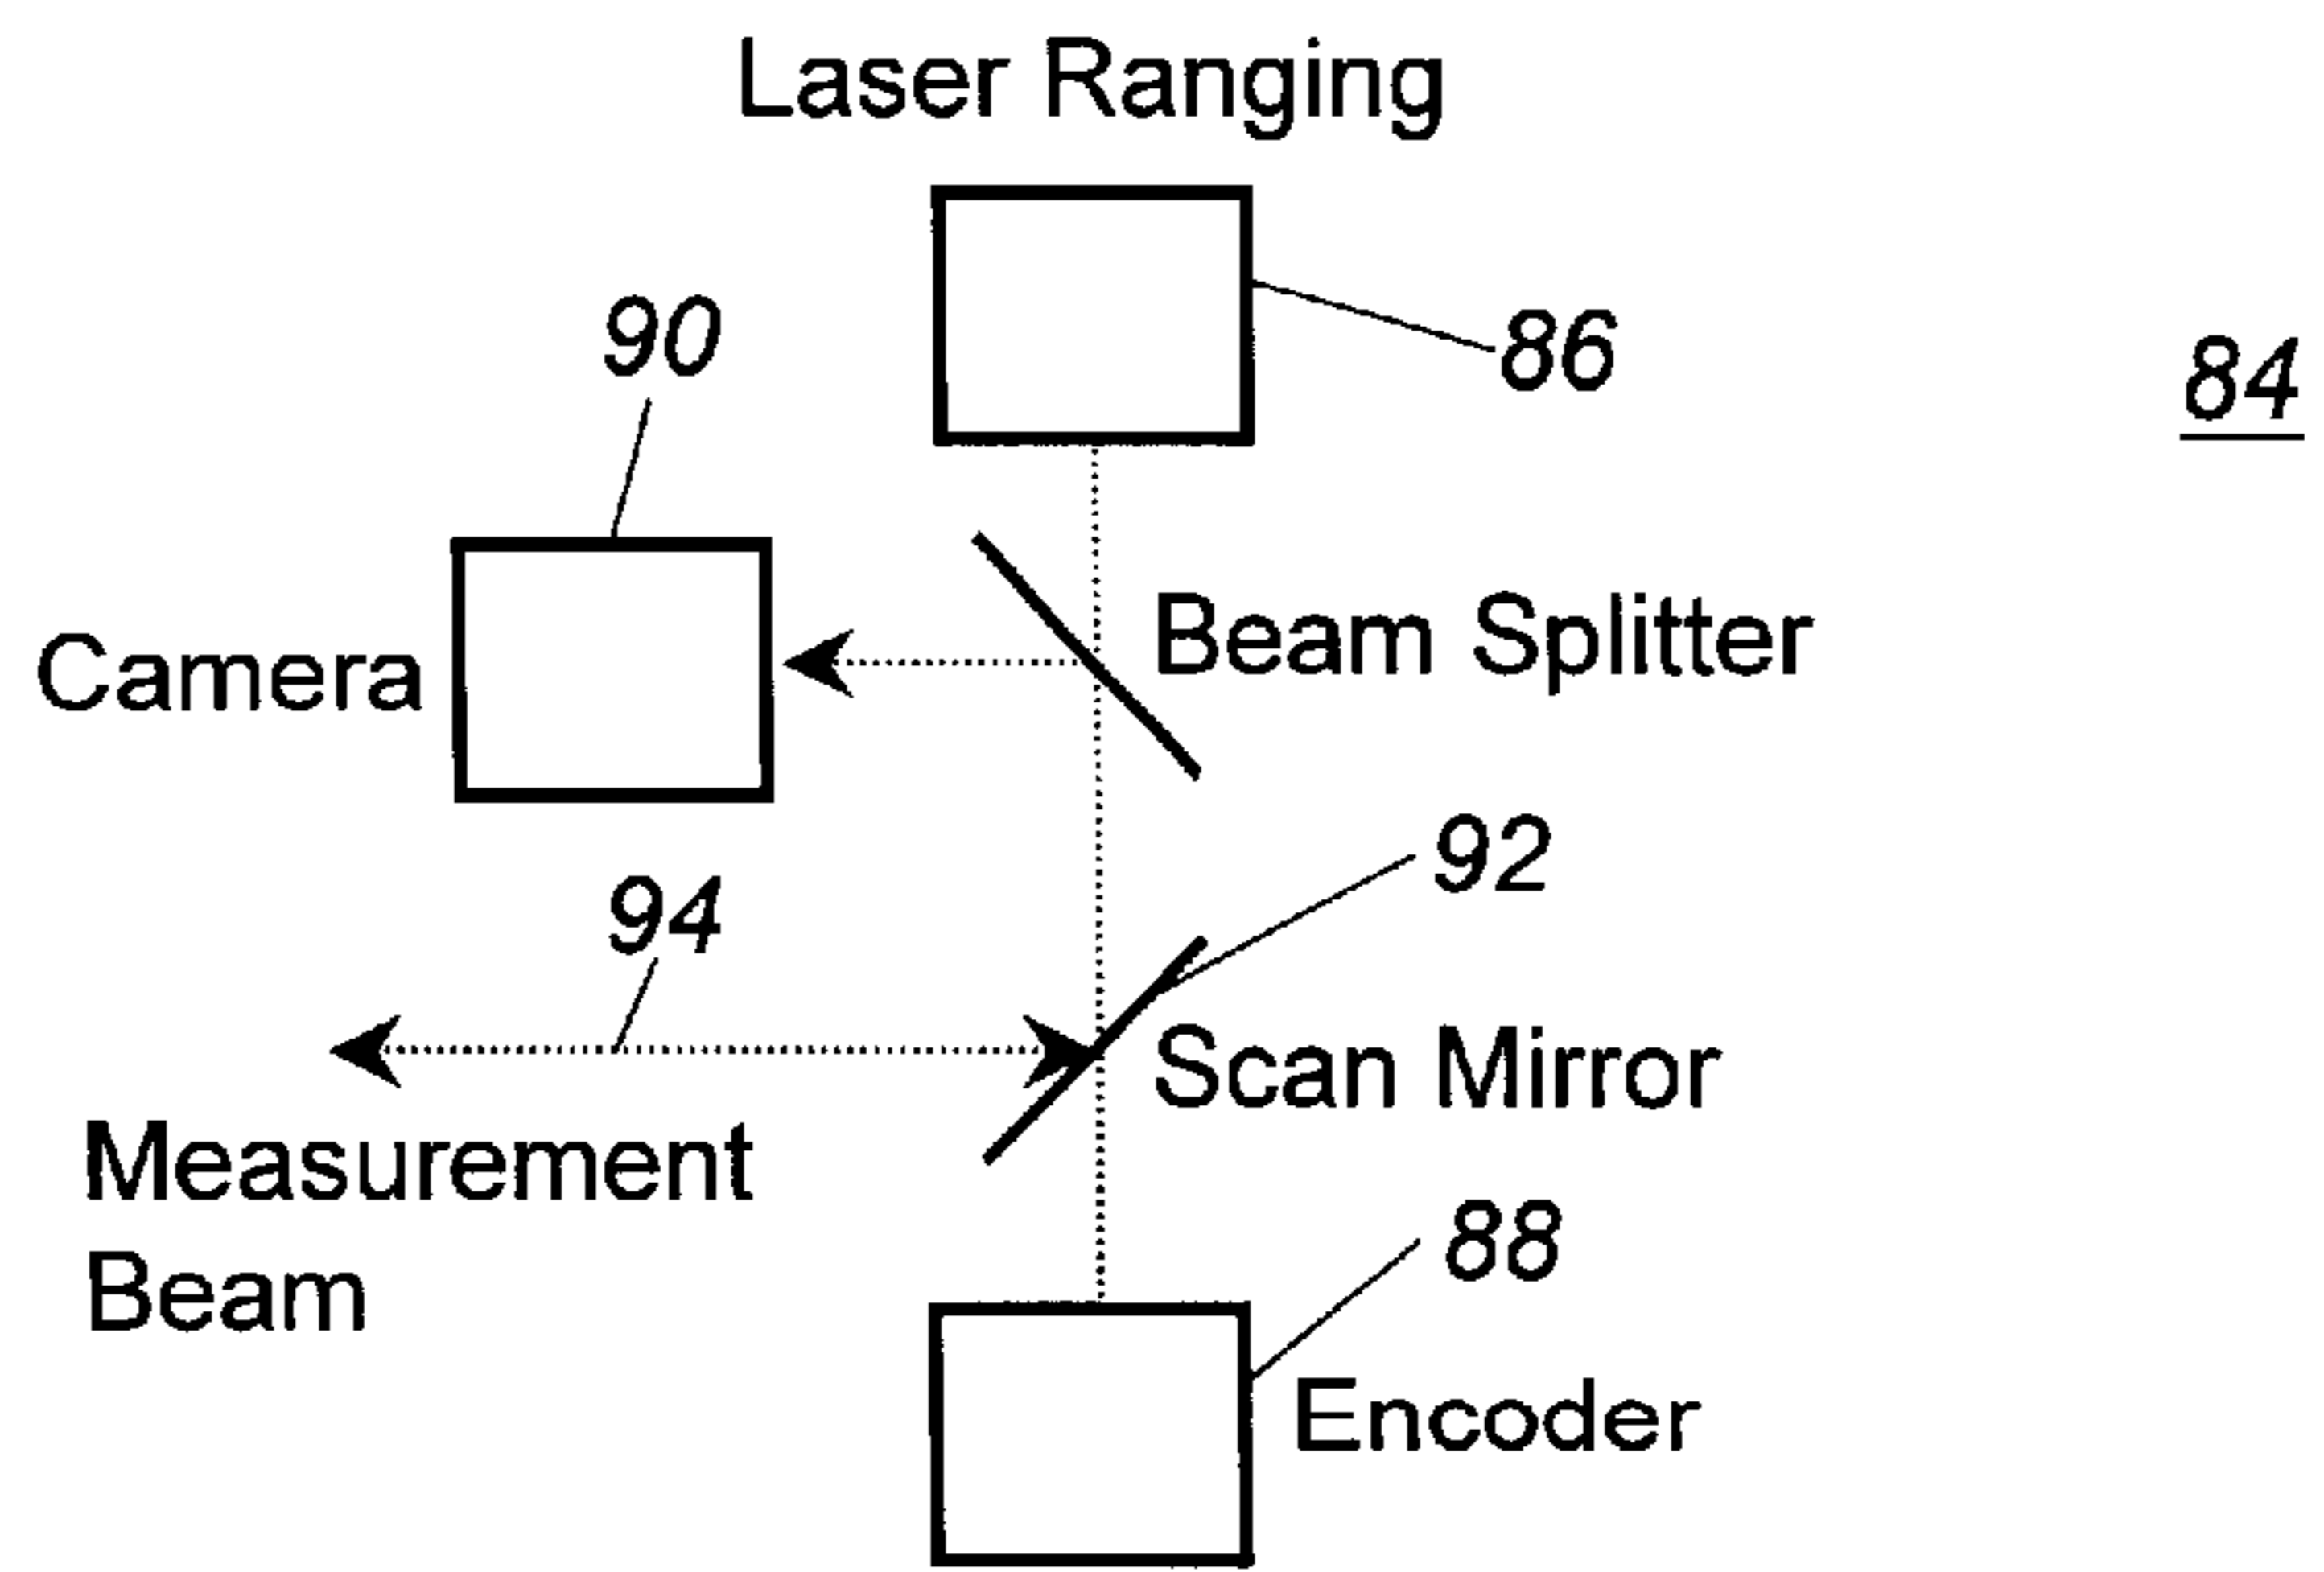 Laser Ranging
90
86
84
Camera
Beam Splitter
92
94
Scan Mirror
Measurement
Beam
88
Encoder